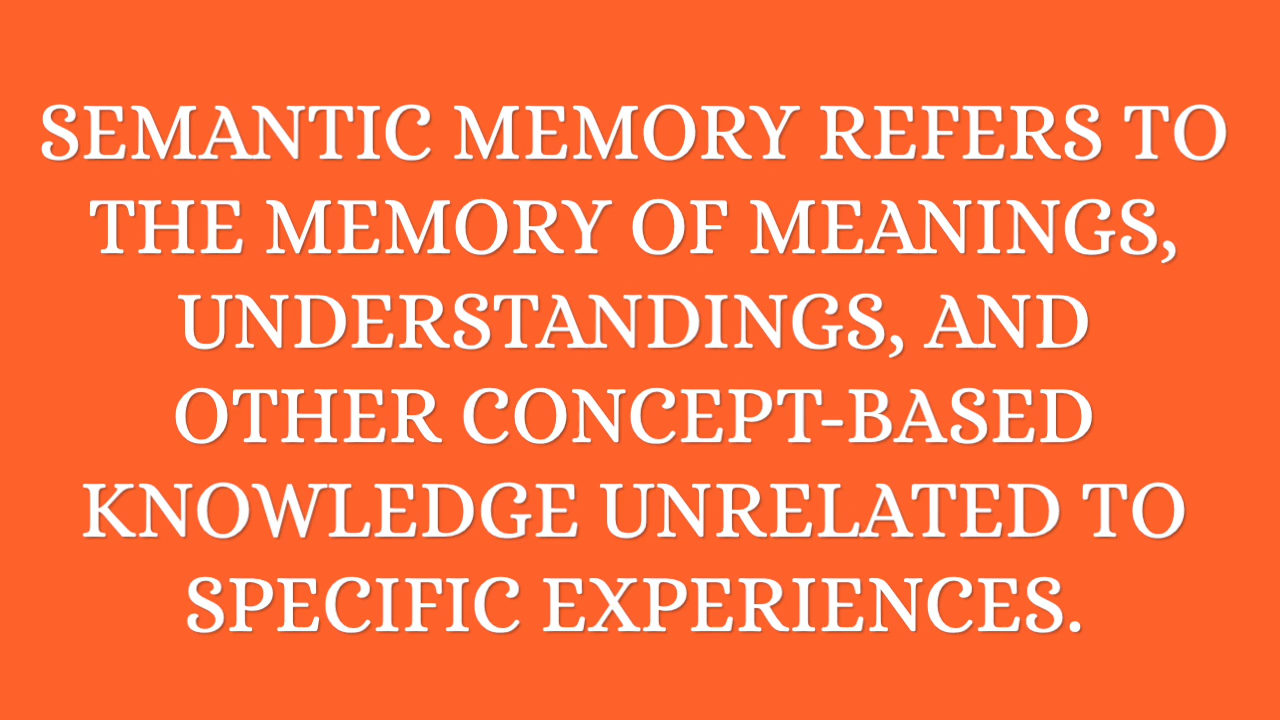 SEMANTIC MEMORY REFERS TO
THE MEMORY OF MEANINGS,
UNDERSTANDINGS, AND
OTHER CONCEPT-BASED
KNOWLEDGE UNRELATED TO
SPECIFIC EXPERIENCES.